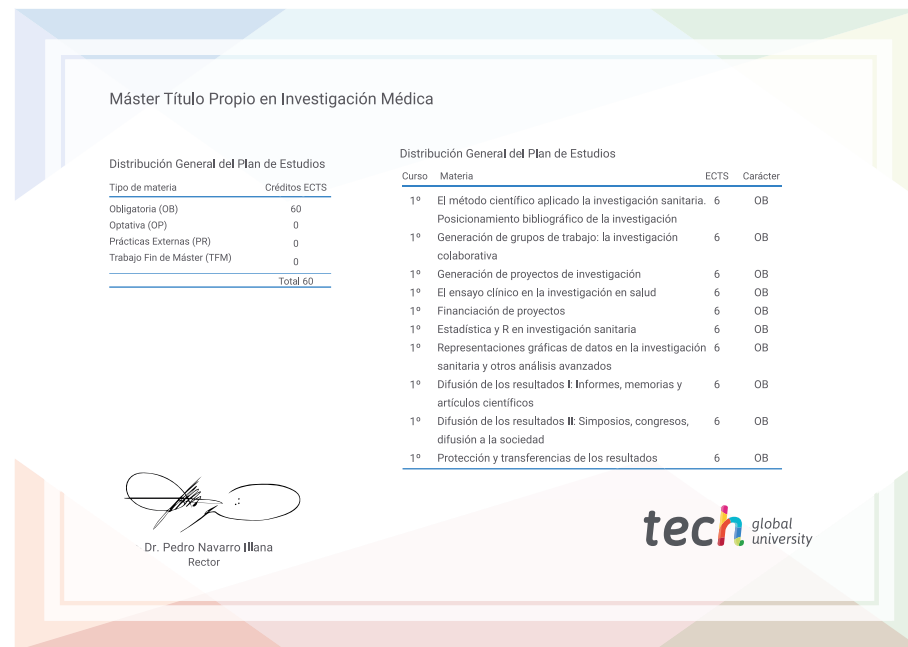 Máster Título Propio en Investigación Médica
Distribución General del Plan de Estudios
Tipo de materia Créditos ECTS
Obligatoria (OB) 60
Optativa (OP) 0
Prácticas Externas (PR) 0
Trabajo Fin de Máster (TFM) 0
Total 60
Distribución General del Plan de Estudios
Curso Materia ECTS Carácter
1º El método científico aplicado la investigación sanitaria. 6 OB
Posicionamiento bibliográfico de la investigación
1º Generación de grupos de trabajo: la investigación 6 OB
colaborativa
1º Generación de proyectos de investigación 6 OB
1º El ensayo clínico en la investigación en salud 6 OB
1º Financiación de proyectos 6 OB
1º Estadística y R en investigación sanitaria 6 OB
1º Representaciones gráficas de datos en la investigación 6 OB
sanitaria y otros análisis avanzados
1º Difusión de los resultados I: Informes, memorias y 6 OB
artículos científicos
1º Difusión de los resultados II: Simposios, congresos, 6 OB
difusión a la sociedad
1º Protección y transferencias de los resultados 6 OB
Dr. Pedro Navarro Illana
Rector
tech global
university